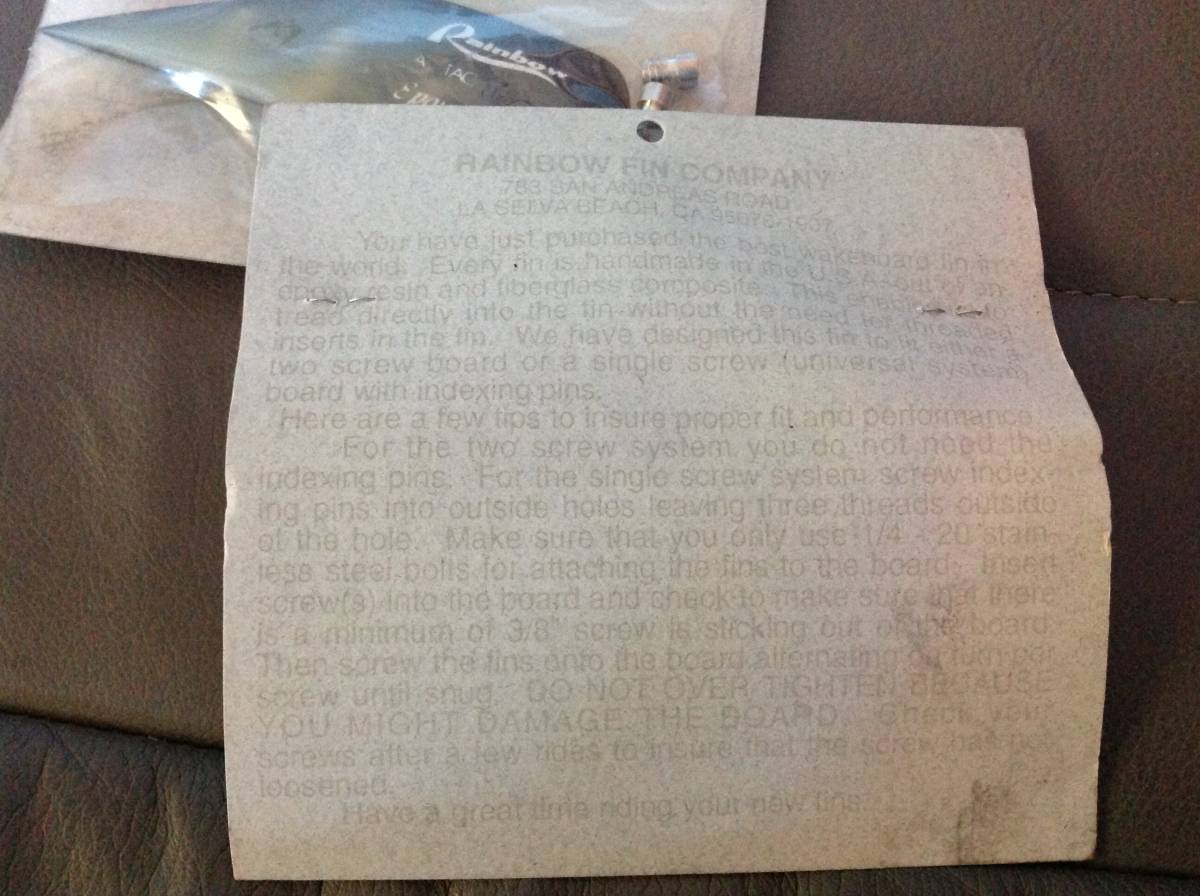 Rainbow
RAINBOW FIN COMPANY
783 SAN ANDREAS ROAD
LA SELVA BEACH, CA 95076-1907
You have just purchased the best wakeboard fin in
the world. Every fin is handmade in the U.S.A. out of an
epoxy resin and fiberglass composite. This enables to
tread directly into the fin without the need for threaded
inserts in the fin. We have designed this fin to fit either a
two screw board or a single screw (universal system)
board with indexing pins.
Here are a few tips to insure proper fit and performance.
For the two screw system you do not need the
indexing pins. For the single screw system screw index-
ing pins into outside holes leaving three threads outside
of the hole. Make sure that you only use 1/4 - 20 stain-
less steel bolts for attaching the fins to the board. Insert
screw(s) into the board and check to make sure that there
is a minimum of 3/8" screw is sticking out of the board.
Then screw the fins onto the board alternating turn per
screw until snug. DO NOT OVER TIGHTEN BECAUSE
YOU MIGHT DAMAGE THE BOARD. Check your
screws after a few rides to insure that the screw has not
loosened.
Have a great time riding your new fins.